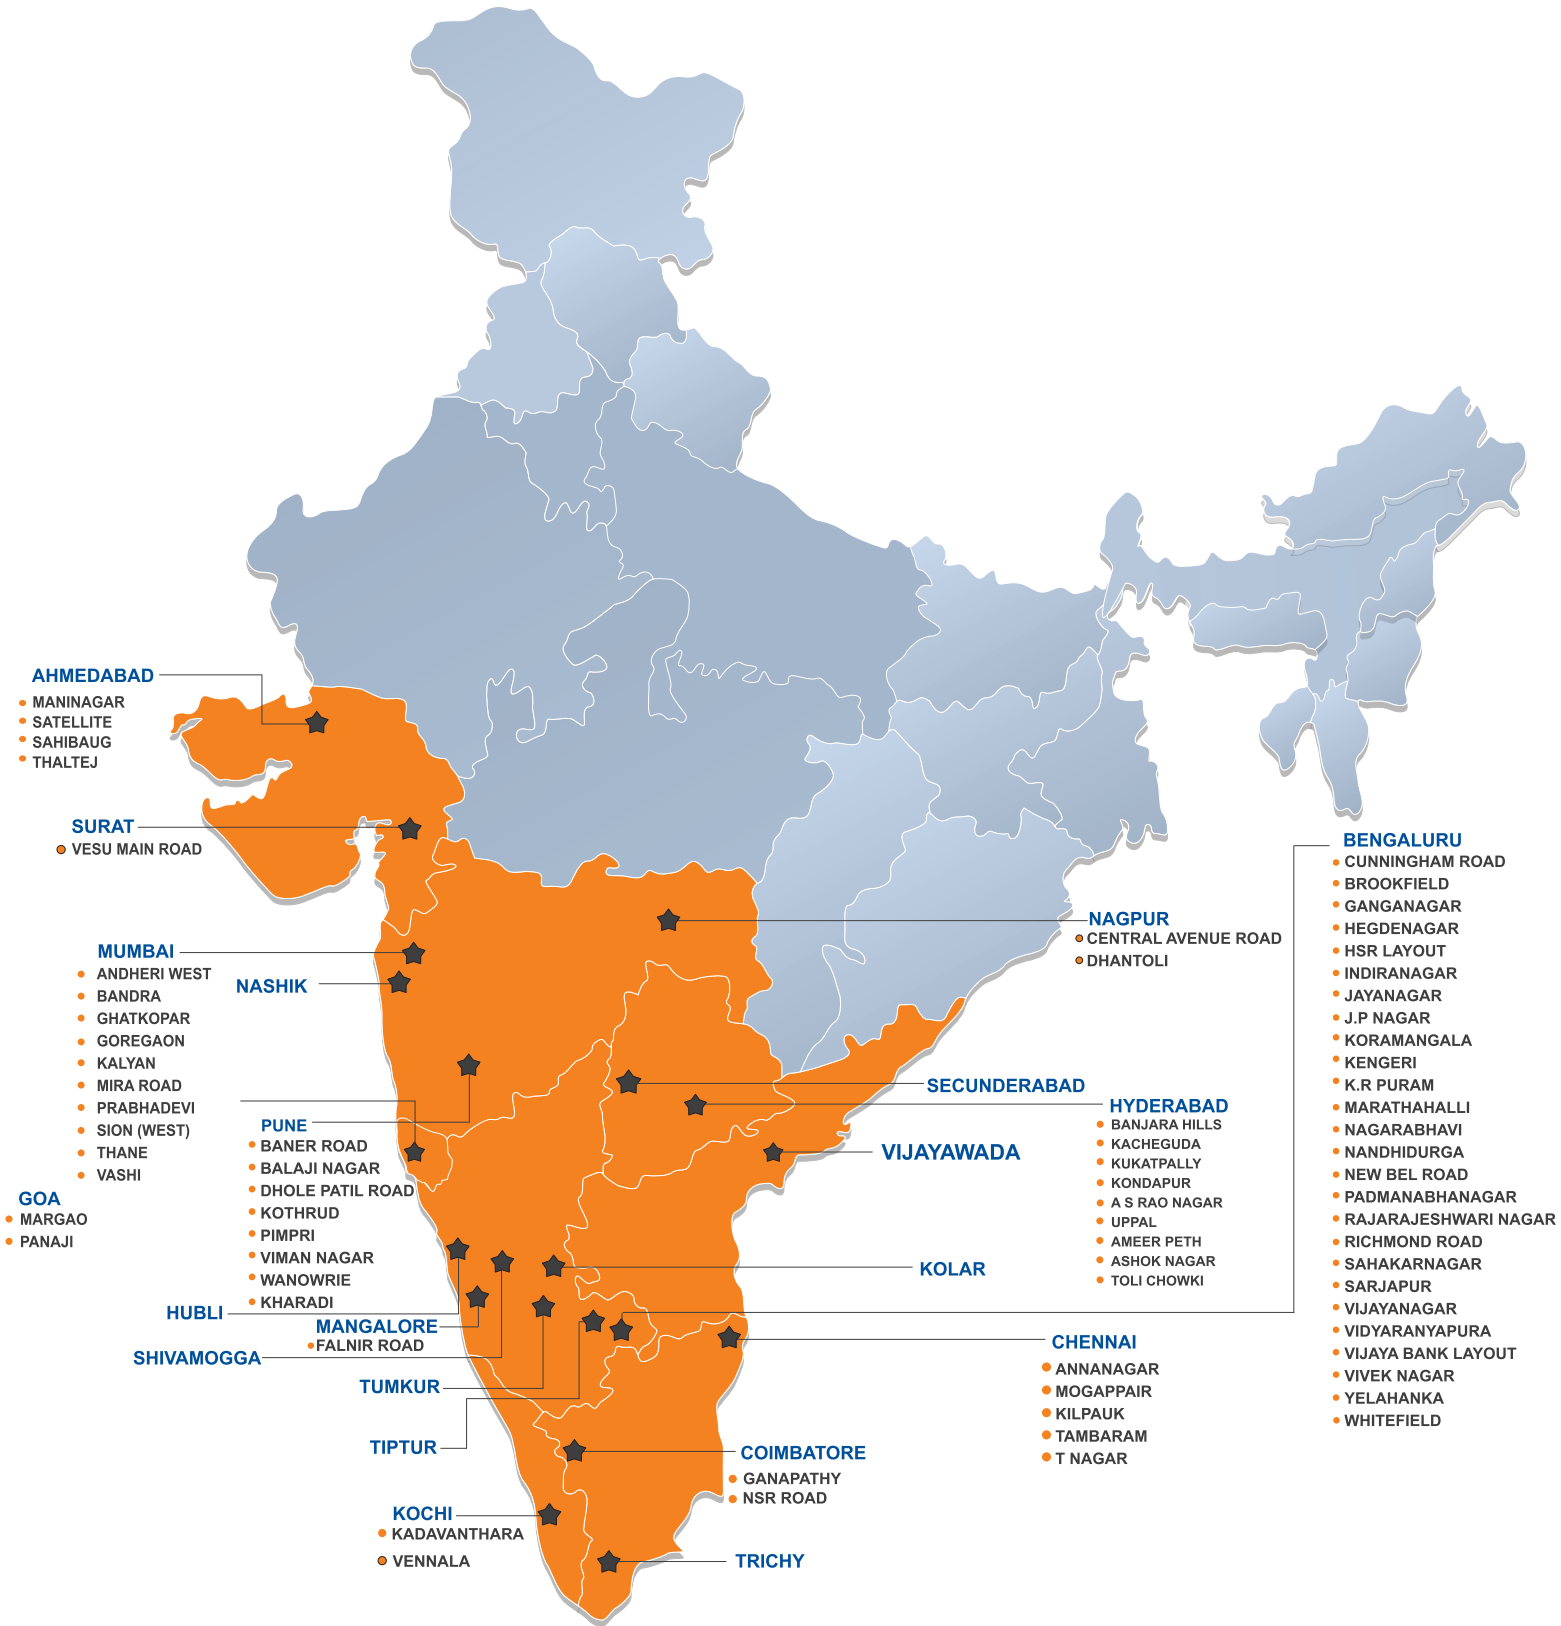 AHMEDABAD
MANINAGAR
SATELLITE
SAHIBAUG
THALTEJ
SURAT
VESU MAIN ROAD
MUMBAI
ANDHERI WEST
BANDRA
GHATKOPAR
GOREGAON
KALYAN
MIRA ROAD
PRABHADEVI
SION (WEST)
THANE
VASHI
NASHIK
GOA
MARGAO
PANAJI
PUNE
BANER ROAD
BALAJI NAGAR
DHOLE PATIL ROAD
KOTHRUD
PIMPRI
VIMAN NAGAR
WANOWRIE
KHARADI
HUBLI
MANGALORE
FALNIR ROAD
SHIVAMOGGA
TUMKUR
TIPTUR
KOCHI
KADAVANTHARA
VENNALA
COIMBATORE
GANAPATHY
NSR ROAD
TRICHY
NAGPUR
CENTRAL AVENUE ROAD
DHANTOLI
SECUNDERABAD
HYDERABAD
BANJARA HILLS
KACHEGUDA
KUKATPALLY
KONDAPUR
A S RAO NAGAR
UPPAL
AMEER PETH
ASHOK NAGAR
TOLI CHOWKI
VIJAYAWADA
KOLAR
CHENNAI
ANNANAGAR
MOGAPPAIR
KILPAUK
TAMBARAM
T NAGAR
BENGALURU
CUNNINGHAM ROAD
BROOKFIELD
GANGANAGAR
HEGDENAGAR
HSR LAYOUT
INDIRANAGAR
JAYANAGAR
J.P NAGAR
KORAMANGALA
KENGERI
K.R PURAM
MARATHAHALLI
NAGARABHAVI
NANDHIDURGA
NEW BEL ROAD
PADMANABHANAGAR
RAJARAJESHWARI NAGAR
RICHMOND ROAD
SAHAKARNAGAR
SARJAPUR
VIJAYANAGAR
VIDYARANYAPURA
VIJAYA BANK LAYOUT
VIVEK NAGAR
YELAHANKA
WHITEFIELD